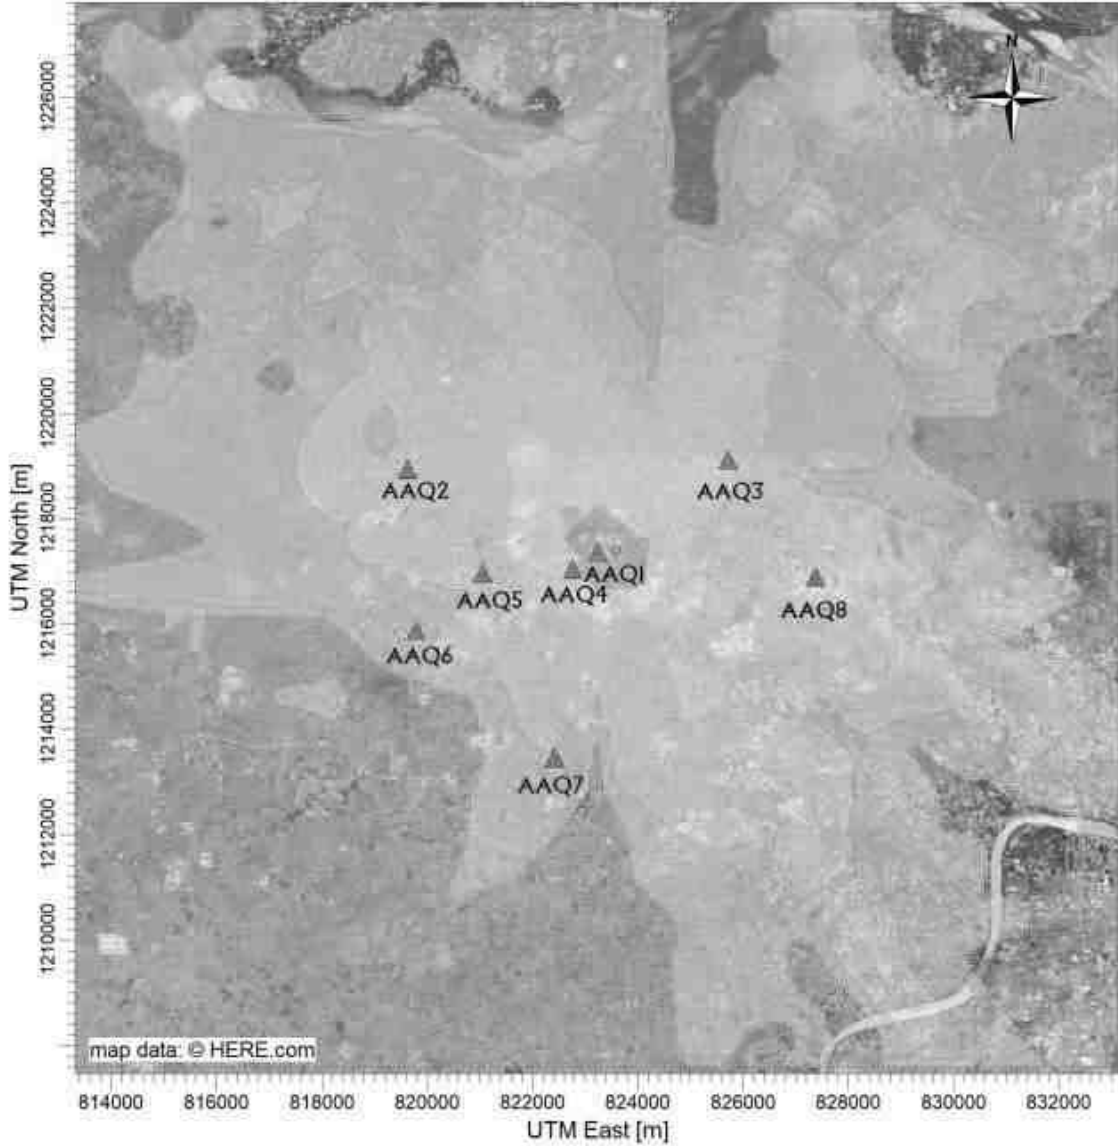 N
1226000
1224000
1222000
1220000
1218000
1216000
1214000
1212000
1210000
UTM North [m]
AAQ2
AAQ3
AAQ1
AAQ4
AAQ5
AAQ8
AAQ6
AAQ7
map data: © HERE.com
814000 816000 818000 820000 822000 824000 826000 828000 830000 832000
UTM East [m]